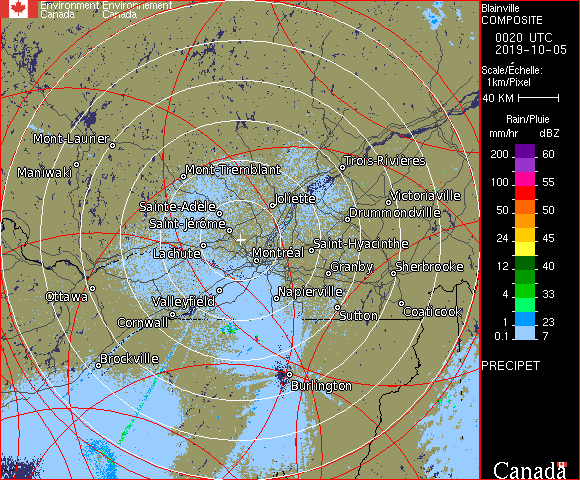 Environment Environnement
Canada Canada
Blainville
COMPOSITE
0020 UTC
2019-10-05
Scale/Échelle:
1km/Pixel
40 KM
Rain/Pluie
mm/hr dBZ
200 60
100 55
50 50
24 45
12 40
4 33
1 23
0.1 7
PRECIPET
Mont-Laurier
Maniwaki
Mont-Tremblant
Trois-Rivières
Joliette
Victoriaville
Sainte-Adèle
Drummondville
Saint-Jérôme
Lachute
Saint-Hyacinthe
Montréal
Granby
Sherbrooke
Ottawa
Valleyfield
Napierville
Coaticook
Cornwall
Sutton
Brockville
Burlington
Canada